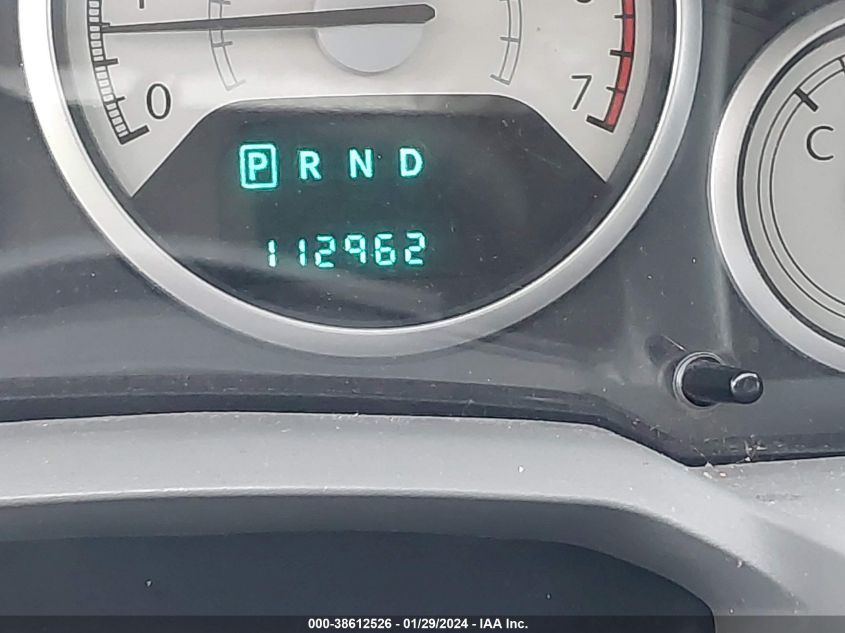 0
7
C
P R N D
112962
000-38612526 - 01/29/2024 - IAA Inc.